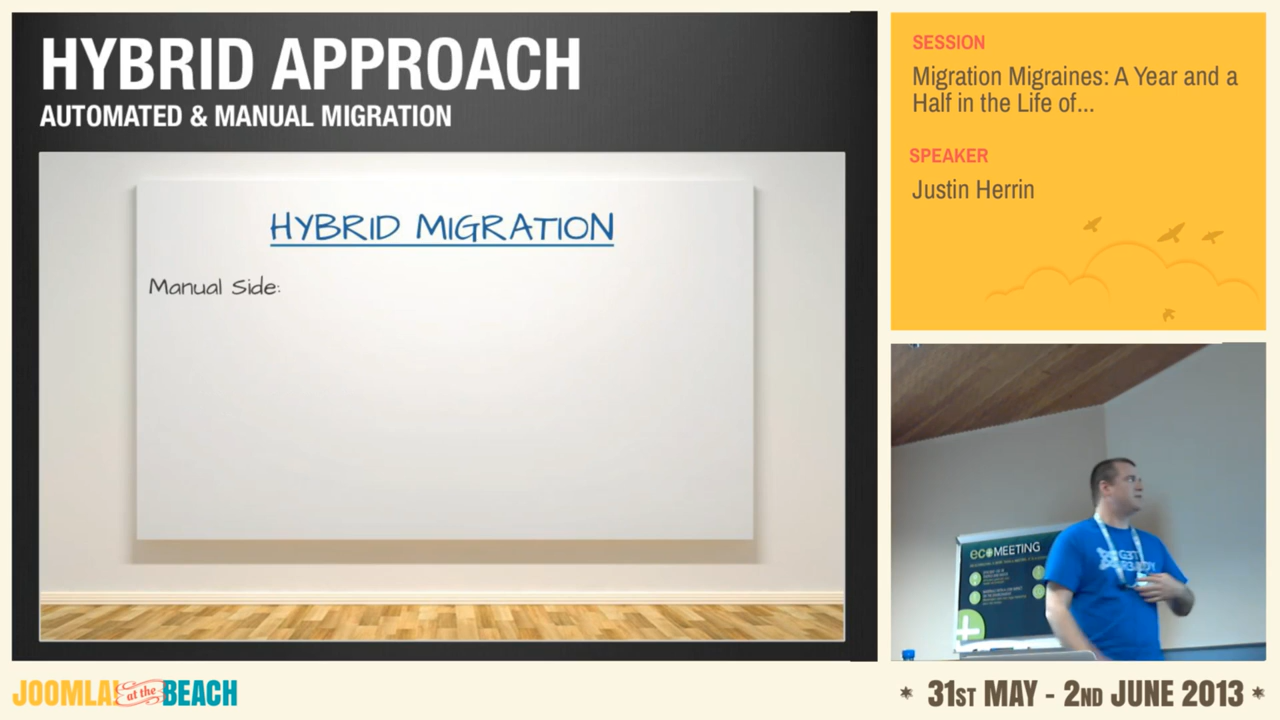 HYBRID APPROACH
AUTOMATED & MANUAL MIGRATION
HYBRID MIGRATION
Manual Side:
SESSION
Migration Migraines: A Year and a
Half in the Life of...
SPEAKER
Justin Herrin
ecoMEETING
JOOMLA! at the BEACH
* 31ST MAY - 2ND JUNE 2013 *